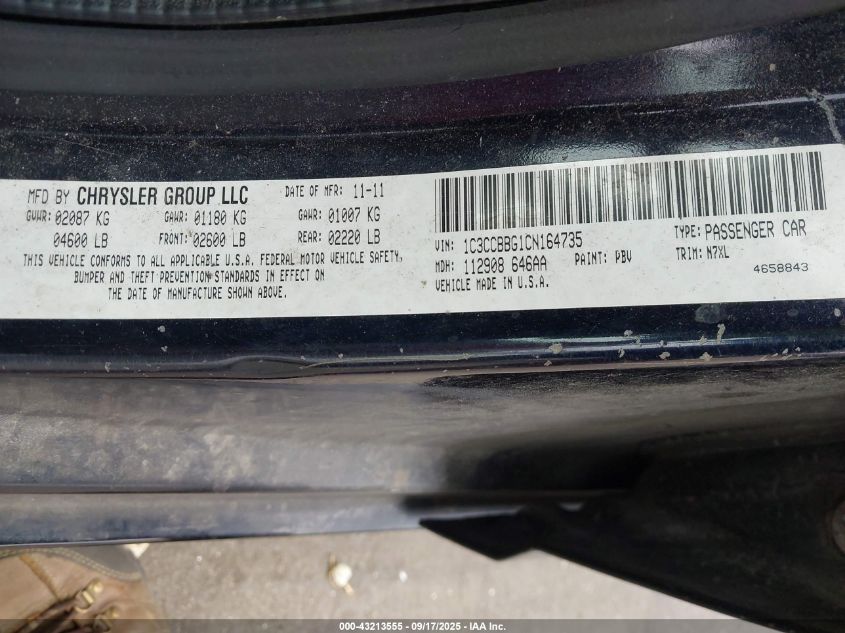 MFD BY CHRYSLER GROUP LLC DATE OF MFR: 11-11
GVWR: 02087 KG GAWR: 01180 KG GAWR: 01007 KG
04600 LB FRONT: 02600 LB REAR: 02220 LB
THIS VEHICLE CONFORMS TO ALL APPLICABLE U.S.A. FEDERAL MOTOR VEHICLE SAFETY,
BUMPER AND THEFT PREVENTION STANDARDS IN EFFECT ON
THE DATE OF MANUFACTURE SHOWN ABOVE.
VIN: 1C3CCBBG1CN164735 TYPE: PASSENGER CAR
MDH: 112908 646AA PAINT: PBV TRIM: N7XL
VEHICLE MADE IN U.S.A. 4658843
000-43213555 - 09/17/2025 - IAA Inc.